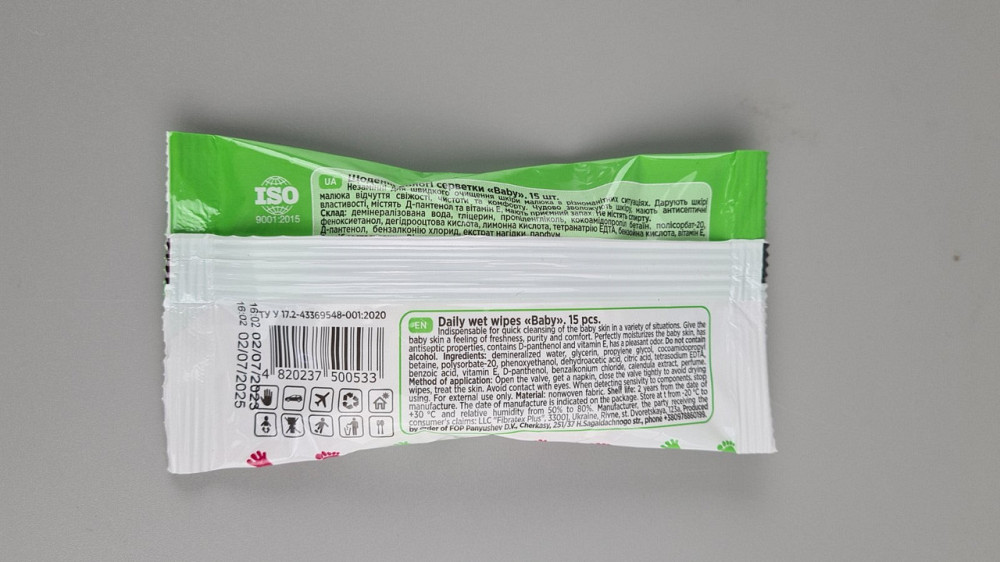 ISO
9001:2015
UA
серветки «Baby», 15 шт.
Незамінні для швидкого очищення шкіри малюка в різноманітних ситуаціях. Дарують шкірі
малюка відчуття свіжості, чистоти та комфорту. Чудово зволожують шкіру, мають антисептичні
властивості, містять Д-пантенол та вітамін Е. Мають приємний запах. Не містять спирту.
Склад: демінералізована вода, гліцерин, пропіленгліколь, кокоамідопропіл бетаїн, полісорбат-20,
феноксиетанол, дегідрооцтова кислота, лимонна кислота, тетранатрію ЕДТА, бензойна кислота, вітамін Е,
Д-пантенол, бензалконію хлорид, екстракт нагідки, парфум
ТУ У 17.2-43369548-001:2020
16:02 02/07/2023
16:02 02/07/2025
4 820237 500533
EN
Daily wet wipes «Baby», 15 pcs.
Indispensable for quick cleansing of the baby skin in a variety of situations. Give the
baby skin a feeling of freshness, purity and comfort. Perfectly moisturizes the baby skin, has
antiseptic properties, contains D-panthenol and vitamin E, has a pleasant odor. Do not contain
alcohol. Ingredients: demineralized water, glycerin, propylene glycol, cocoamidopropyl
betaine, polysorbate-20, phenoxyethanol, dehydroacetic acid, citric acid, tetrasodium EDTA,
benzoic acid, vitamin E, D-panthenol, benzalkonium chloride, calendula extract, perfume.
Method of application: Open the valve, get a napkin, close the valve tightly to avoid drying
wipes, treat the skin. Avoid contact with eyes. When detecting sensivity to components, stop
using. For external use only. Material: nonwoven fabric. Shelf life: 2 years from the date of
manufacture. The date of manufacture is indicated on the package. Store at t from -20 °C to
+30 °C and relative humidity from 50% to 80%. Manufacturer, the party receiving the
consumer's claims: LLC "Fibratex Plus", 33001, Ukraine, Rivne, st. Dvoretskaya, 123a. Produced
by order of FOP Panyushev D.V., Cherkasy, 251/37 H.Sagaidachnogo str., phone +380976860199.